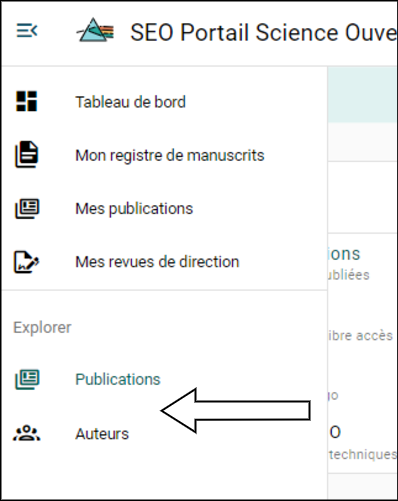 SEO Portail Science Ouve
Tableau de bord
Mon registre de manuscrits
Mes publications
Mes revues de direction
ions
ubliées
Explorer
ibre accès
Publications
go
Auteurs
O
techniques